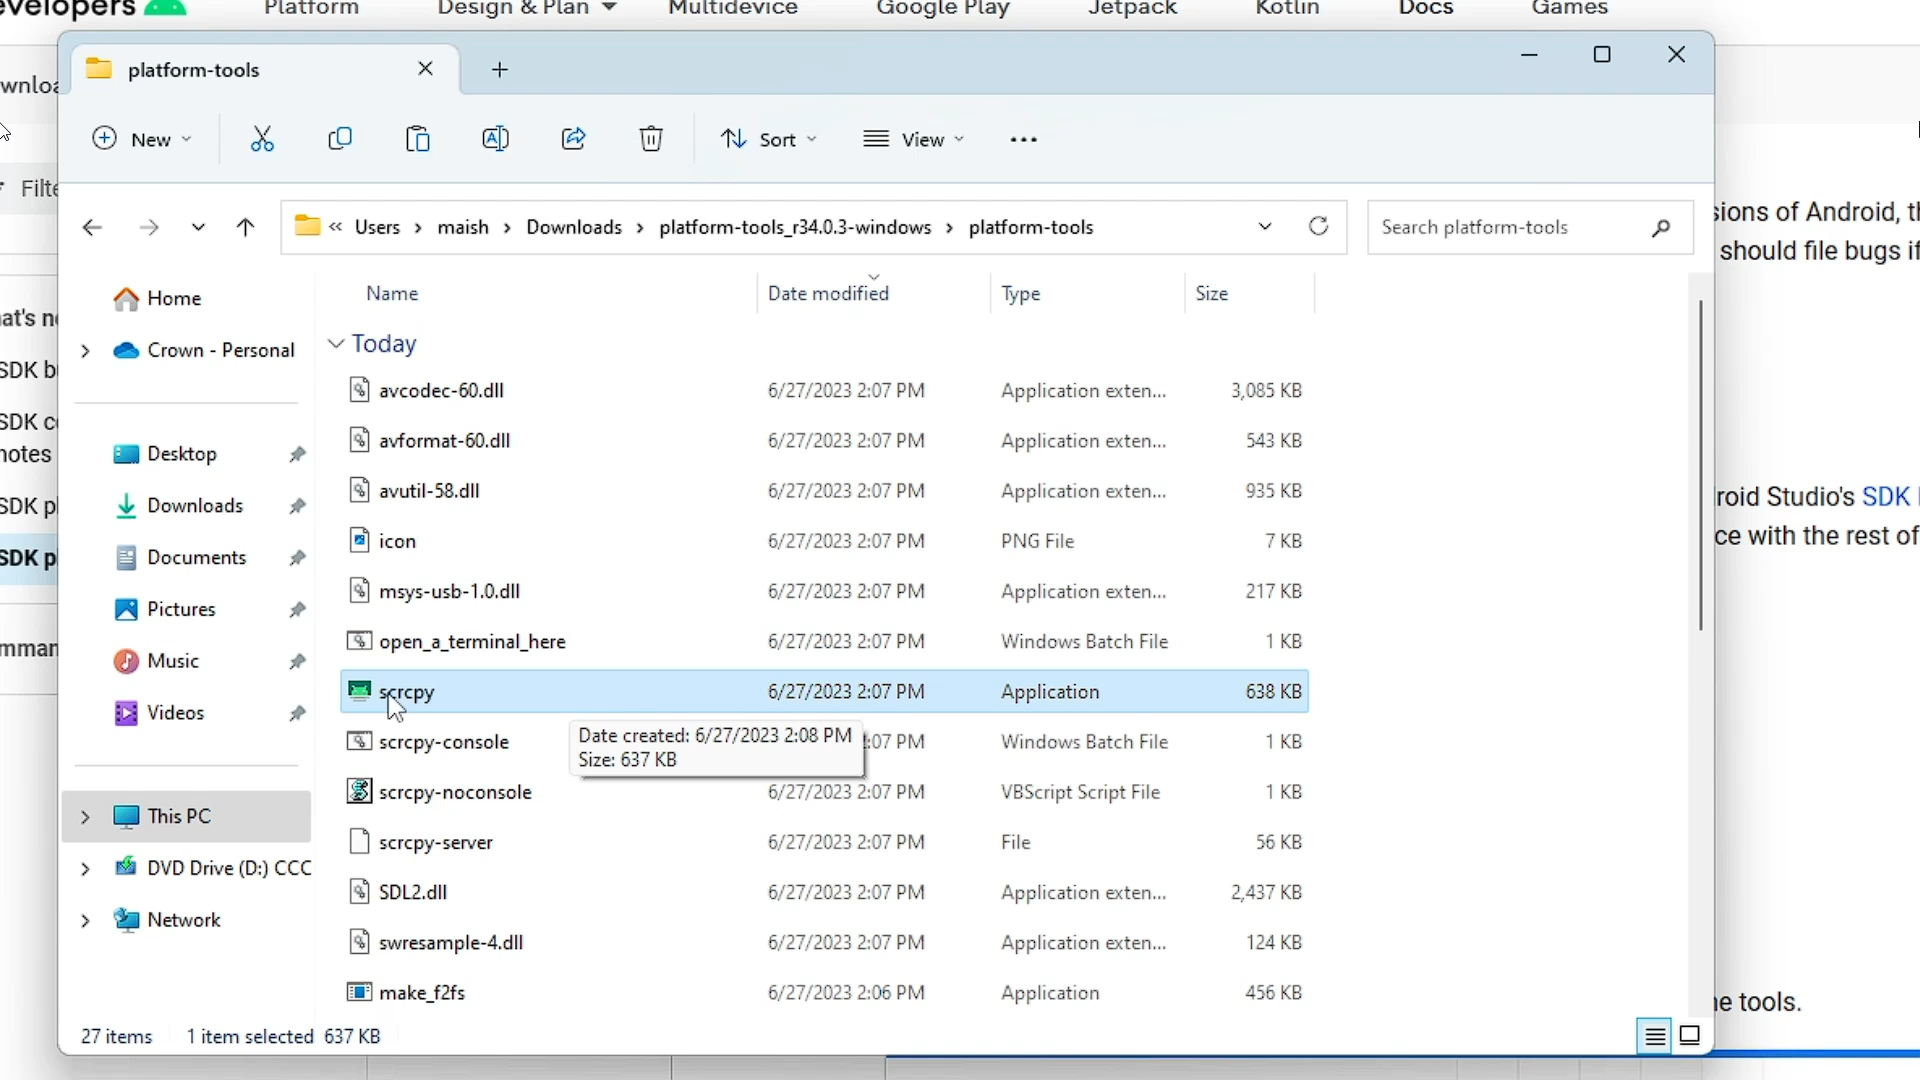 Platform Design & Plan Multidevice Google Play Jetpack Kotlin Docs Games
platform-tools
New Sort View
« Users > maish > Downloads > platform-tools_r34.0.3-windows > platform-tools
Search platform-tools
Home
Crown - Personal
Desktop
Downloads
Documents
Pictures
Music
Videos
This PC
DVD Drive (D:) CCC
Network
Name Date modified Type Size
Today
avcodec-60.dll 6/27/2023 2:07 PM Application exten... 3,085 KB
avformat-60.dll 6/27/2023 2:07 PM Application exten... 543 KB
avutil-58.dll 6/27/2023 2:07 PM Application exten... 935 KB
icon 6/27/2023 2:07 PM PNG File 7 KB
msys-usb-1.0.dll 6/27/2023 2:07 PM Application exten... 217 KB
open_a_terminal_here 6/27/2023 2:07 PM Windows Batch File 1 KB
scrcpy 6/27/2023 2:07 PM Application 638 KB
Date created: 6/27/2023 2:08 PM
Size: 637 KB
scrcpy-console :07 PM Windows Batch File 1 KB
scrcpy-noconsole 6/27/2023 2:07 PM VBScript Script File 1 KB
scrcpy-server 6/27/2023 2:07 PM File 56 KB
SDL2.dll 6/27/2023 2:07 PM Application exten... 2,437 KB
swresample-4.dll 6/27/2023 2:07 PM Application exten... 124 KB
make_f2fs 6/27/2023 2:06 PM Application 456 KB
27 items 1 item selected 637 KB
sions of Android, t
should file bugs if
roid Studio's SDK
ce with the rest of
e tools.
SDK
SDK
notes
SDK
SDK